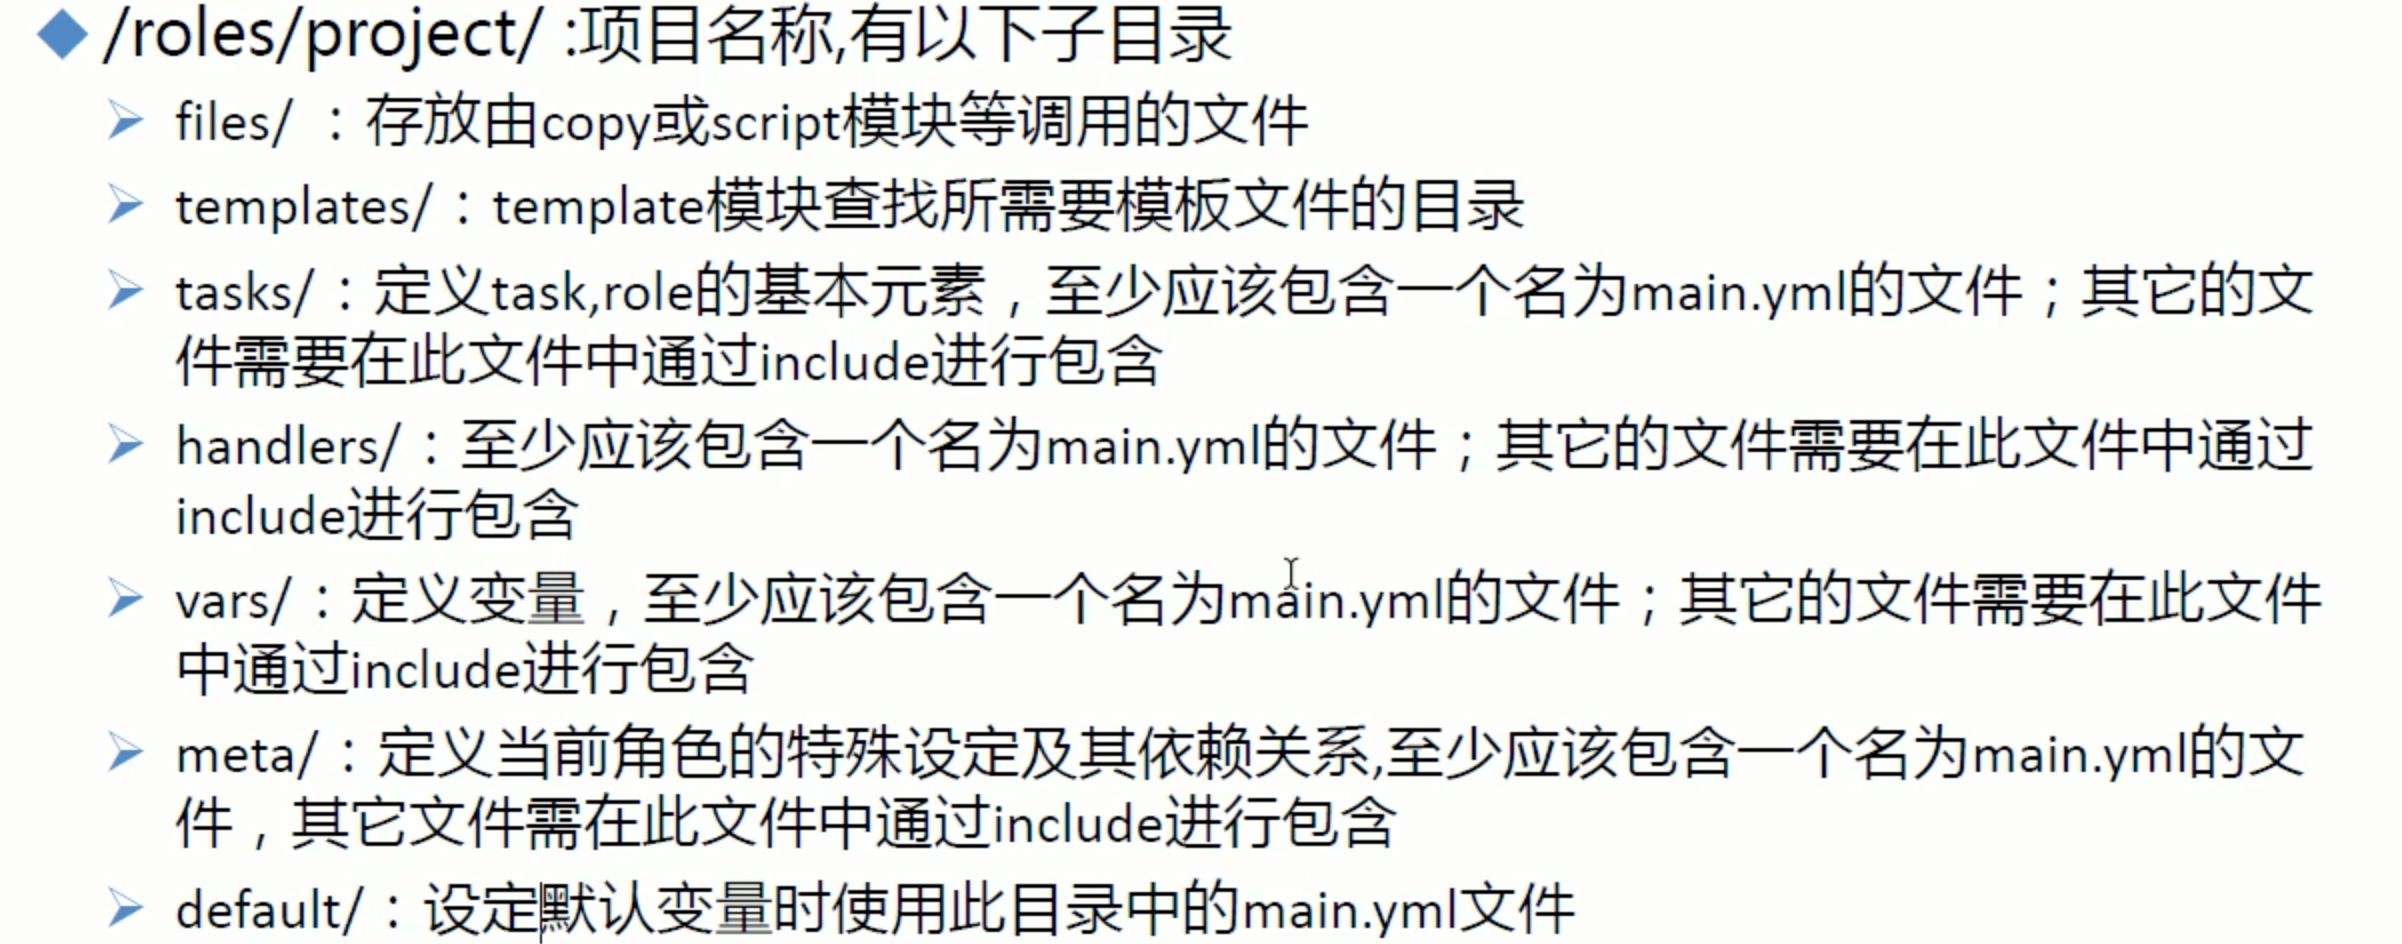 /roles/project/ :项目名称,有以下子目录
files/ ：存放由copy或script模块等调用的文件
templates/：template模块查找所需要模板文件的目录
tasks/：定义task,role的基本元素，至少应该包含一个名为main.yml的文件；其它的文
件需要在此文件中通过include进行包含
handlers/：至少应该包含一个名为main.yml的文件；其它的文件需要在此文件中通过
include进行包含
vars/：定义变量，至少应该包含一个名为main.yml的文件；其它的文件需要在此文件
中通过include进行包含
meta/：定义当前角色的特殊设定及其依赖关系,至少应该包含一个名为main.yml的文
件，其它文件需在此文件中通过include进行包含
default/：设定默认变量时使用此目录中的main.yml文件